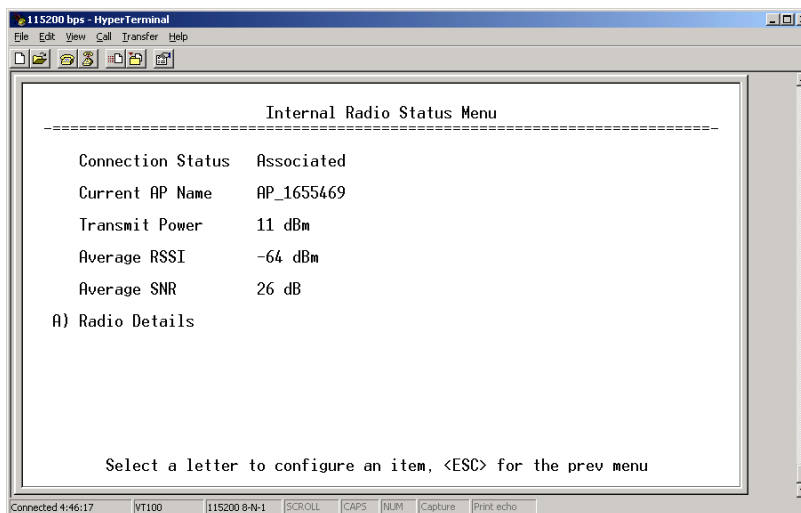 115200 bps - HyperTerminal
File Edit View Call Transfer Help
Internal Radio Status Menu
-==========================================================================-
Connection Status Associated
Current AP Name AP_1655469
Transmit Power 11 dBm
Average RSSI -64 dBm
Average SNR 26 dB
A) Radio Details
Select a letter to configure an item, <ESC> for the prev menu
Connected 4:46:17 VT100 115200 8-N-1 SCROLL CAPS NUM Capture Print echo